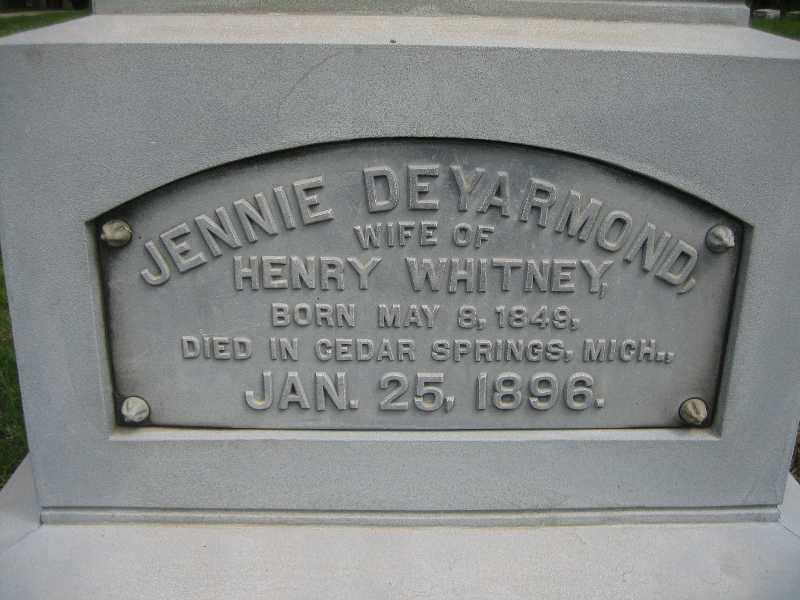 JENNIE DEYARMOND,
WIFE OF
HENRY WHITNEY,
BORN MAY 8, 1849,
DIED IN CEDAR SPRINGS, MICH.,
JAN. 25, 1896.